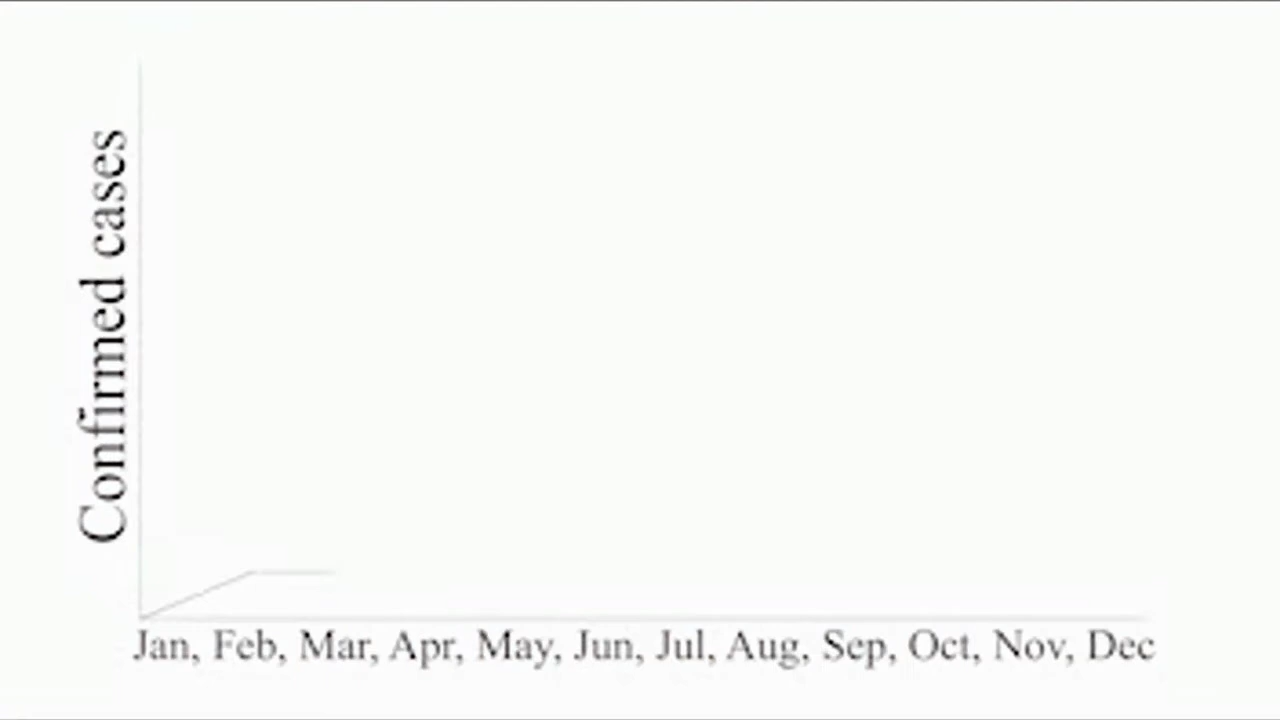 Confirmed cases
Jan, Feb, Mar, Apr, May, Jun, Jul, Aug, Sep, Oct, Nov, Dec